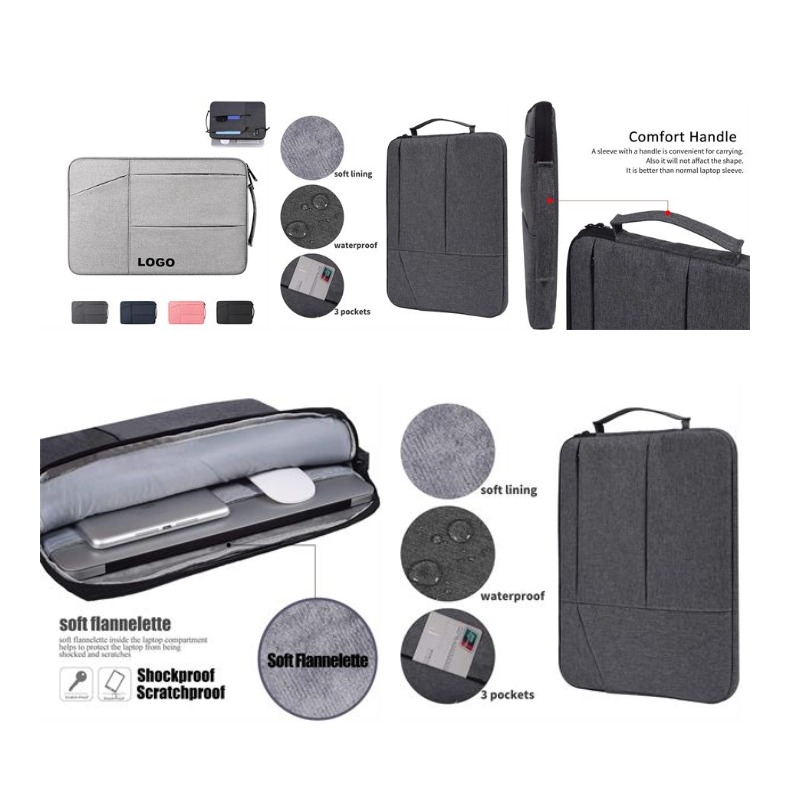 LOGO
soft lining
waterproof
3 pockets
Comfort Handle
A sleeve with a handle is convenient for carrying.
Also it will not affact the shape.
It is better than normal laptop sleeve.
soft flannelette
soft flannelette inside the laptop compartment
helps to protect the laptop from being
shocked and scratches
Shockproof
Scratchproof
Soft Flannelette
soft lining
waterproof
3 pockets